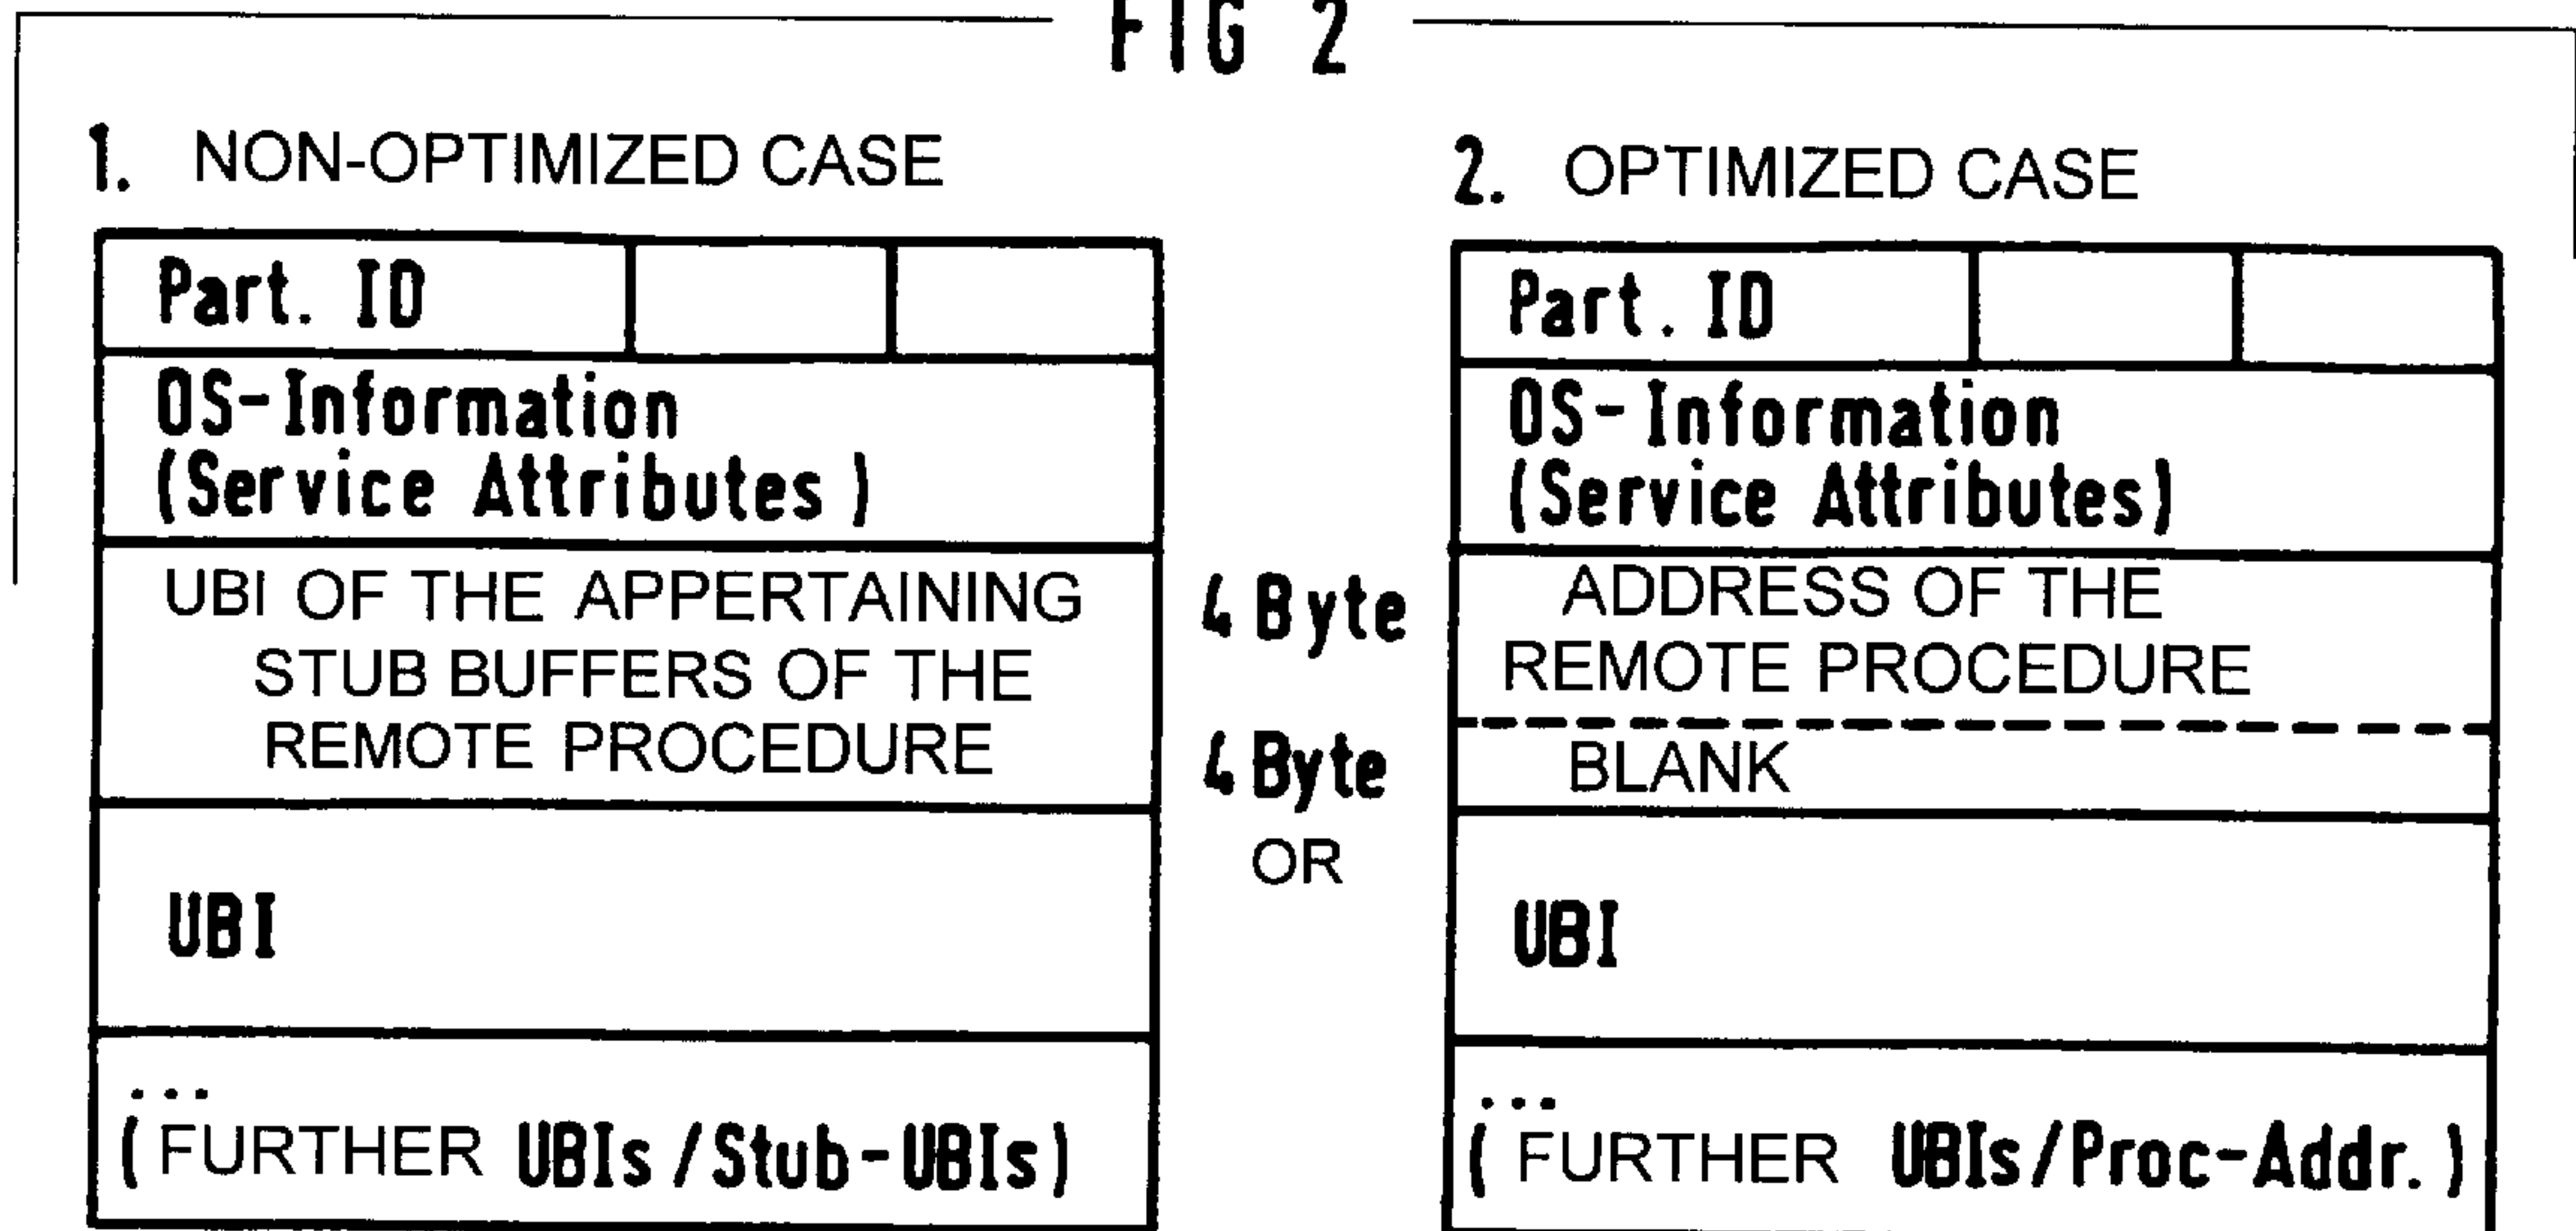 FIG 2
1. NON-OPTIMIZED CASE
Part. ID
OS-Information
(Service Attributes)
UBI OF THE APPERTAINING
STUB BUFFERS OF THE
REMOTE PROCEDURE
UBI
...
(FURTHER UBIs/Stub-UBIs)
4 Byte
4 Byte
OR
2. OPTIMIZED CASE
Part. ID
OS-Information
(Service Attributes)
ADDRESS OF THE
REMOTE PROCEDURE
BLANK
UBI
...
(FURTHER UBIs/Proc-Addr.)